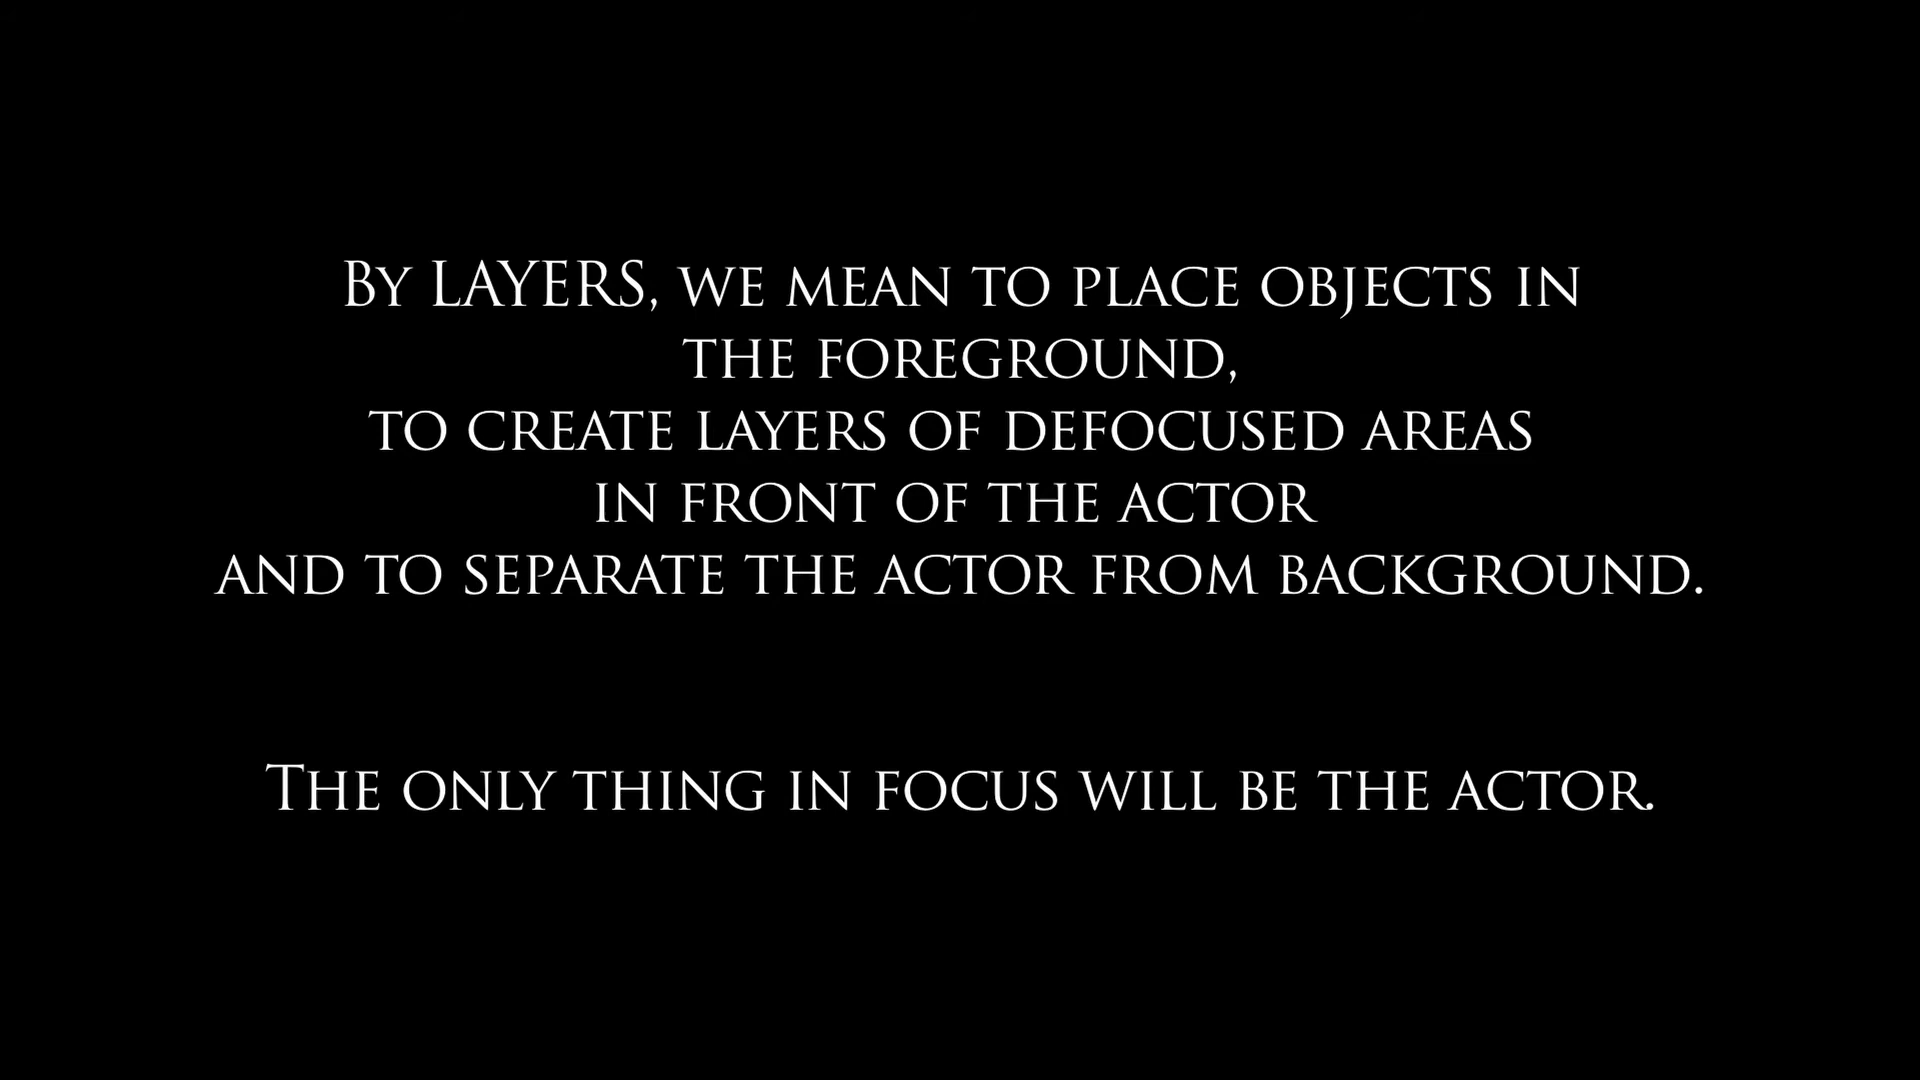 By LAYERS, we mean to place objects in
the foreground,
to create layers of defocused areas
in front of the actor
and to separate the actor from background.
The only thing in focus will be the actor.